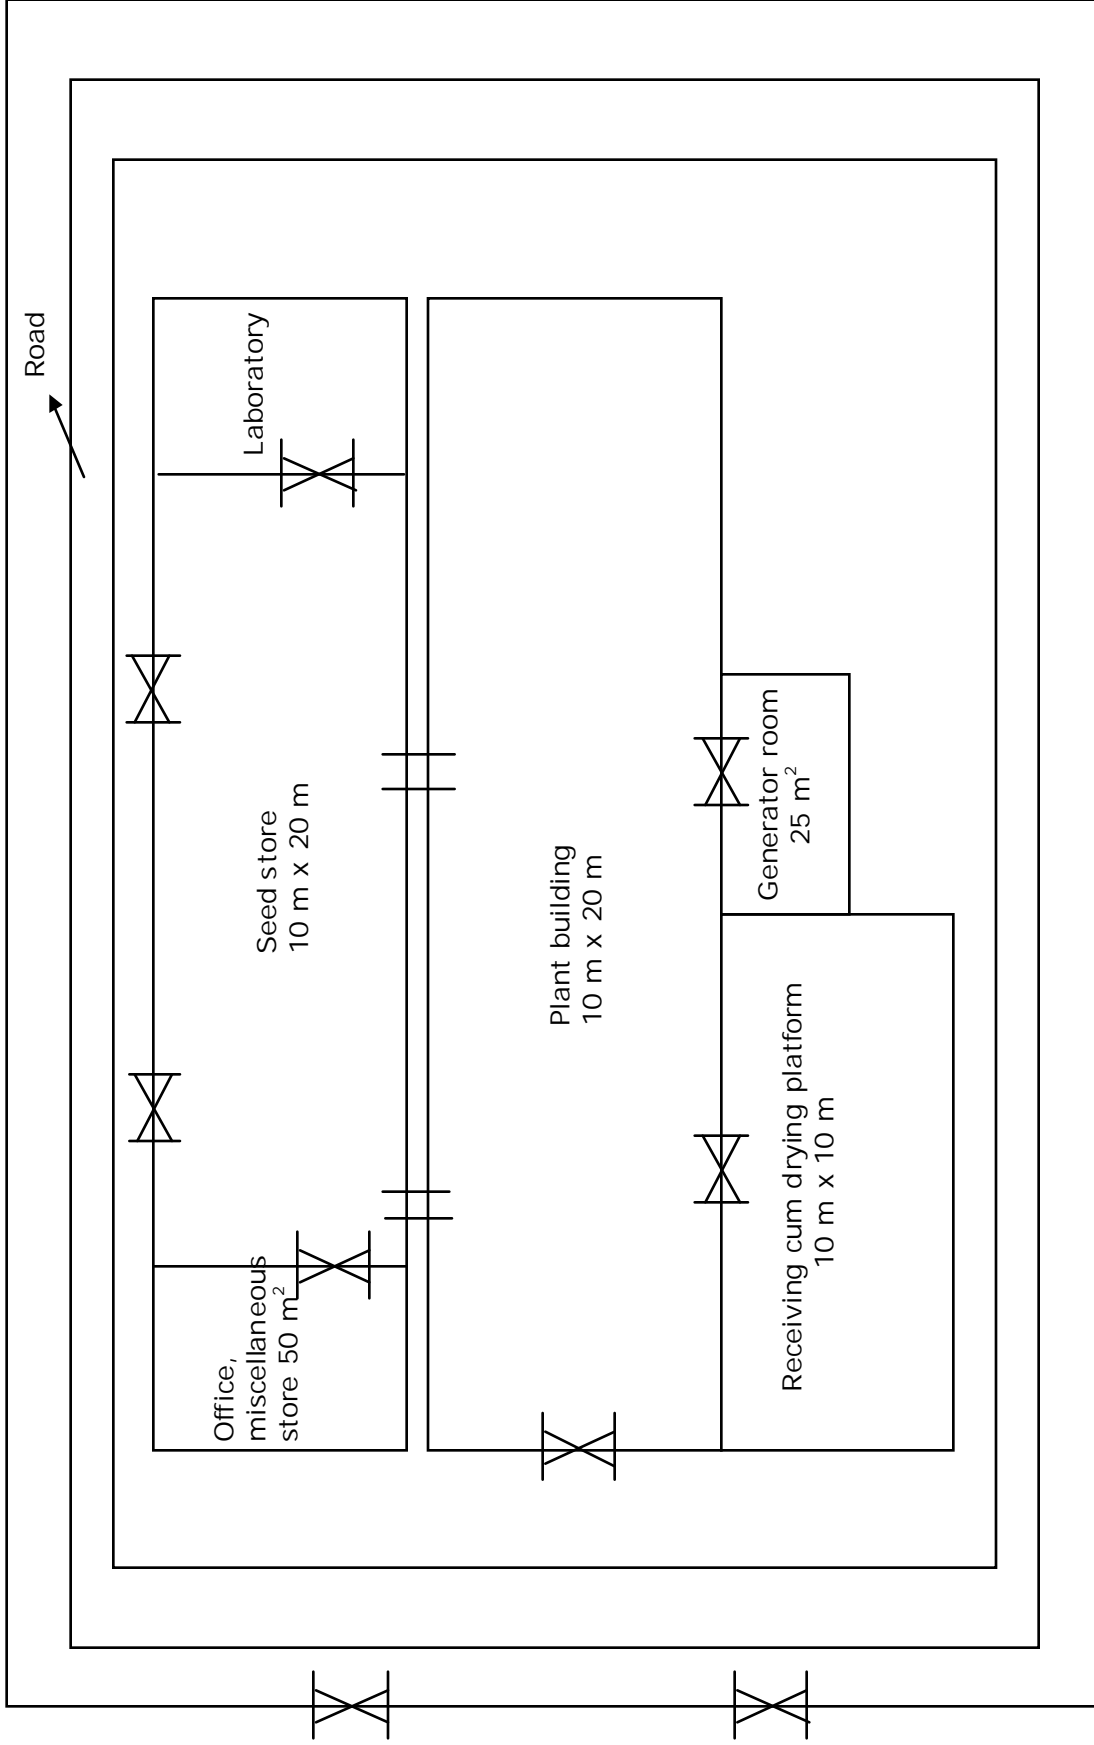 Road
Laboratory
Seed store
10 m x 20 m
Office,
miscellaneous
store 50 m²
Plant building
10 m x 20 m
Generator room
25 m²
Receiving cum drying platform
10 m x 10 m